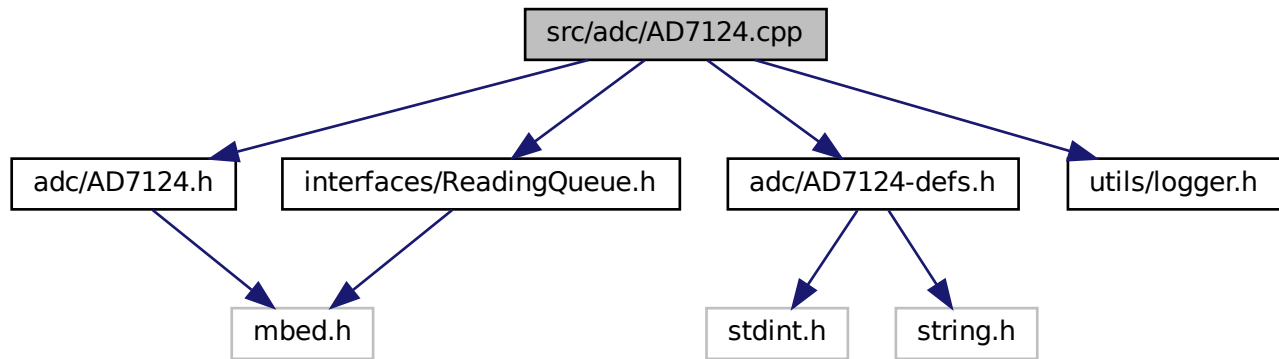 src/adc/AD7124.cpp
adc/AD7124.h
interfaces/ReadingQueue.h
adc/AD7124-defs.h
utils/logger.h
mbed.h
stdint.h
string.h